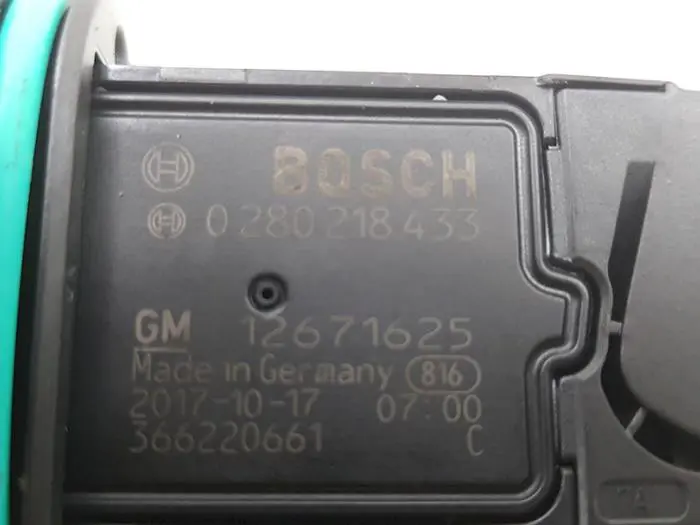 BOSCH
0 280 218 433
GM 12671625
Made in Germany 816
2017-10-17 07:00
366220661 C